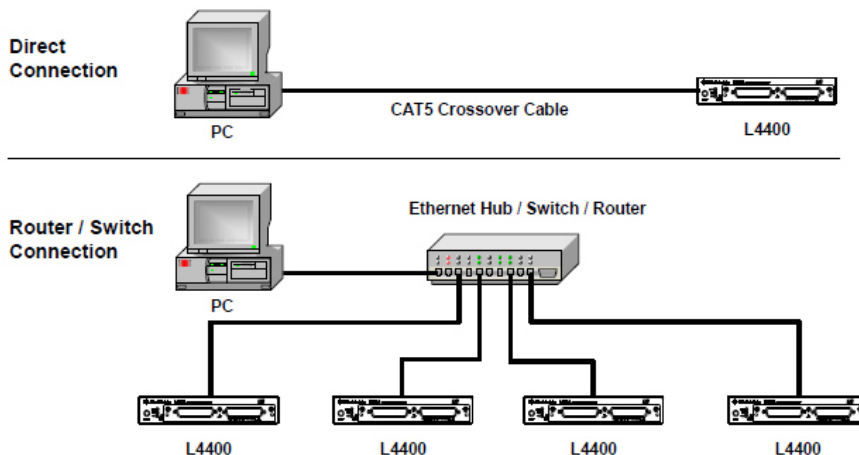 Direct
Connection
PC
CAT5 Crossover Cable
L4400
Router / Switch
Connection
Ethernet Hub / Switch / Router
PC
L4400
L4400
L4400
L4400